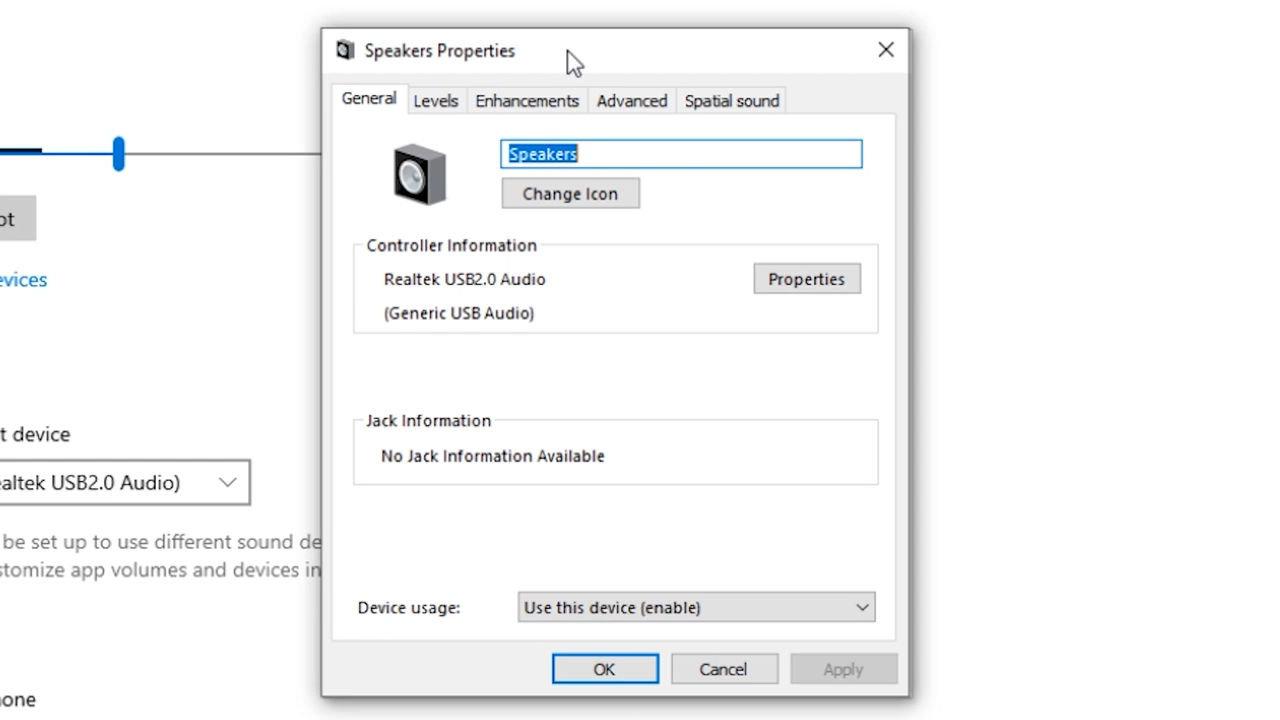 Speakers Properties
General Levels Enhancements Advanced Spatial sound
Speakers
Change Icon
Controller Information
Realtek USB2.0 Audio
Properties
(Generic USB Audio)
Jack Information
No Jack Information Available
Device usage: Use this device (enable)
OK Cancel Apply
ot
evices
t device
ealtek USB2.0 Audio)
be set up to use different sound de
stomize app volumes and devices in
one